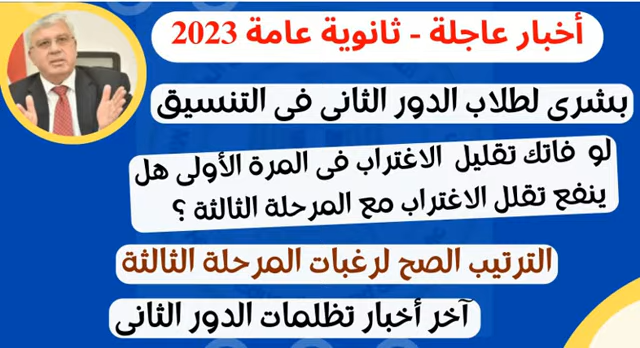 أخبار عاجلة - ثانوية عامة 2023
بشرى لطلاب الدور الثانى فى التنسيق
لو فاتك تقليل الاغتراب فى المرة الأولى هل
ينفع تقلل الاغتراب مع المرحلة الثالثة ؟
الترتيب الصح لرغبات المرحلة الثالثة
آخر أخبار تظلمات الدور الثانى